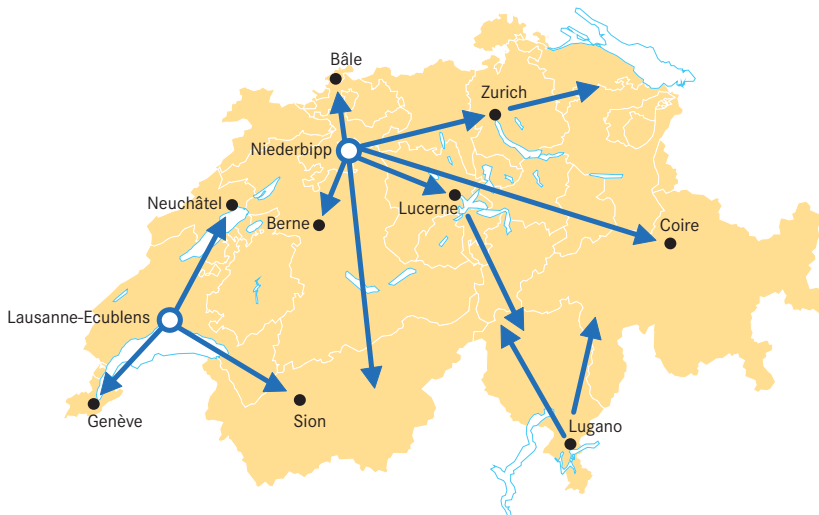 Bâle
Zurich
Niederbipp
Neuchâtel
Lucerne
Berne
Coire
Lausanne-Ecublens
Genève
Sion
Lugano